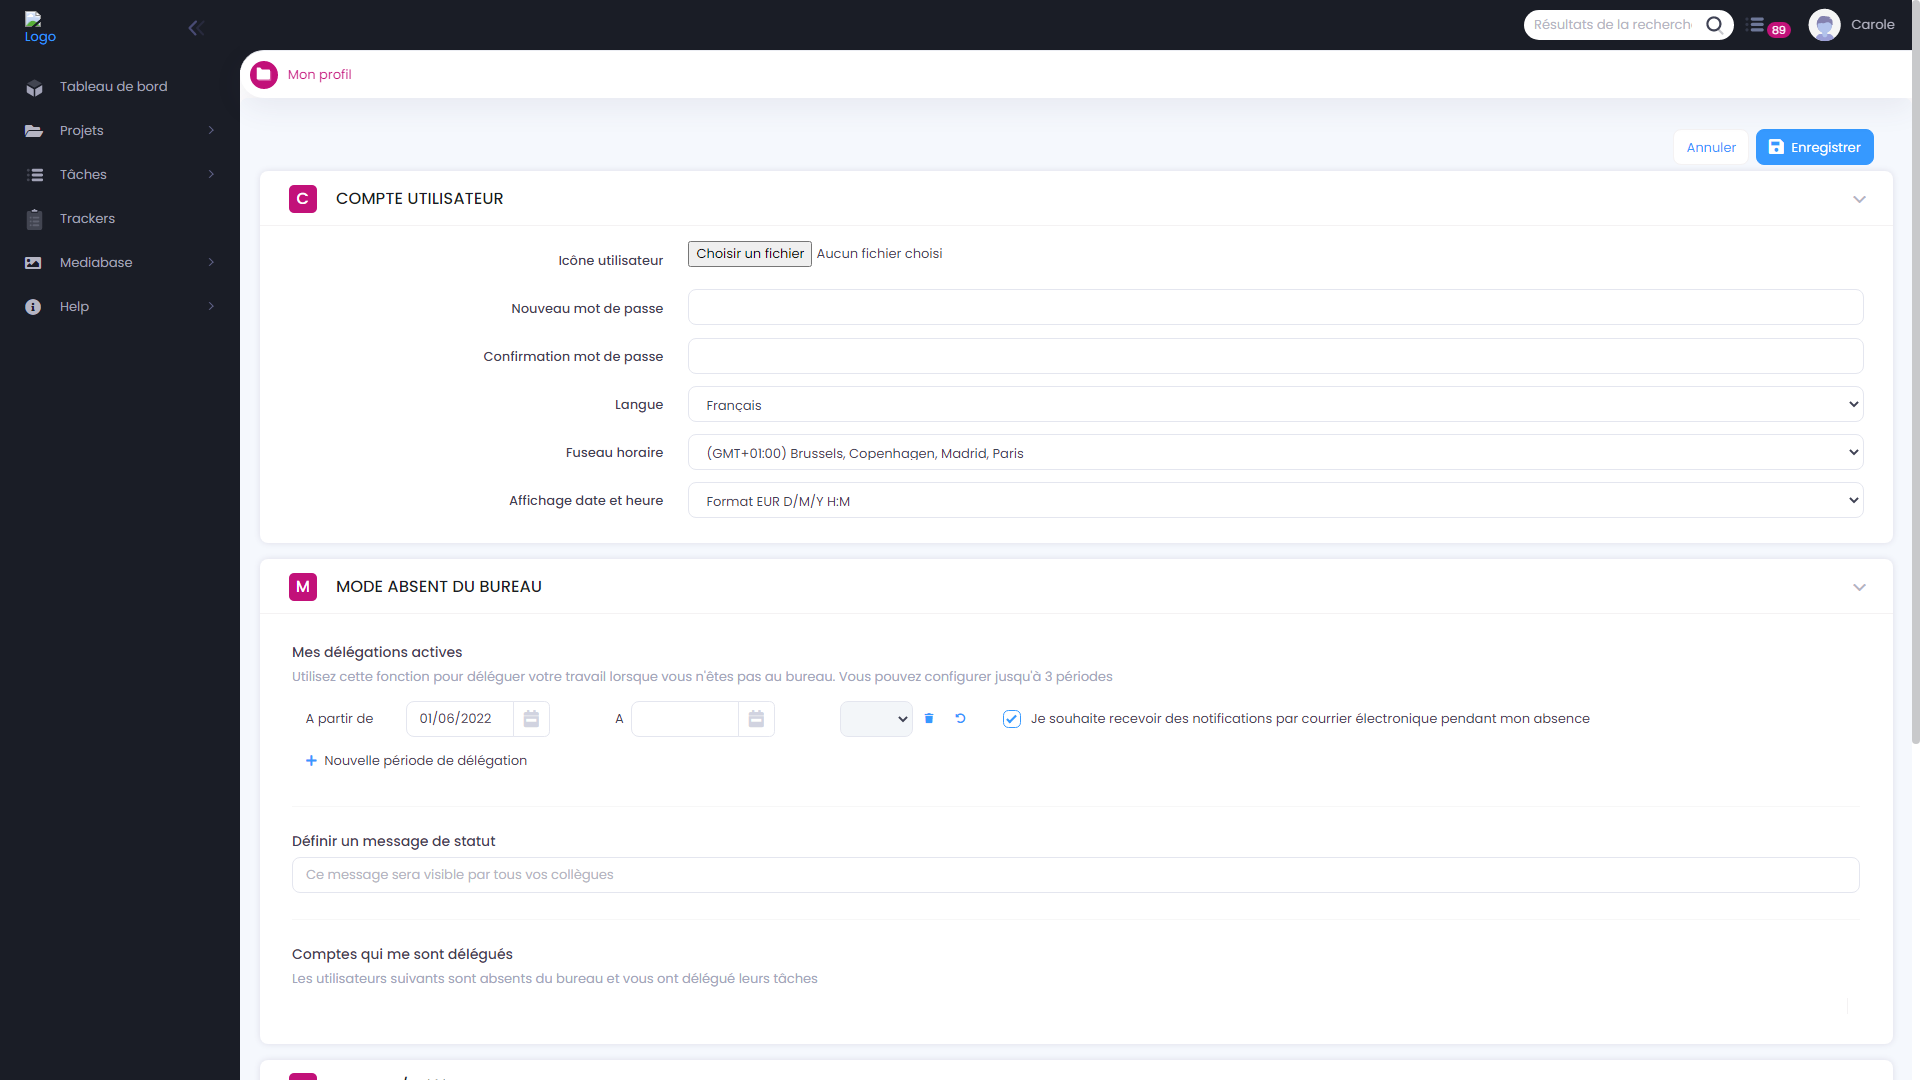 Logo
Résultats de la recherch
89
Carole
Tableau de bord
Projets
Tâches
Trackers
Mediabase
Help
Mon profil
Annuler
Enregistrer
C
COMPTE UTILISATEUR
Icône utilisateur
Choisir un fichier Aucun fichier choisi
Nouveau mot de passe
Confirmation mot de passe
Langue
Français
Fuseau horaire
(GMT+01:00) Brussels, Copenhagen, Madrid, Paris
Affichage date et heure
Format EUR D/M/Y H:M
M
MODE ABSENT DU BUREAU
Mes délégations actives
Utilisez cette fonction pour déléguer votre travail lorsque vous n'êtes pas au bureau. Vous pouvez configurer jusqu'à 3 périodes
A partir de 01/06/2022 A Je souhaite recevoir des notifications par courrier électronique pendant mon absence
+ Nouvelle période de délégation
Définir un message de statut
Ce message sera visible par tous vos collègues
Comptes qui me sont délégués
Les utilisateurs suivants sont absents du bureau et vous ont délégué leurs tâches